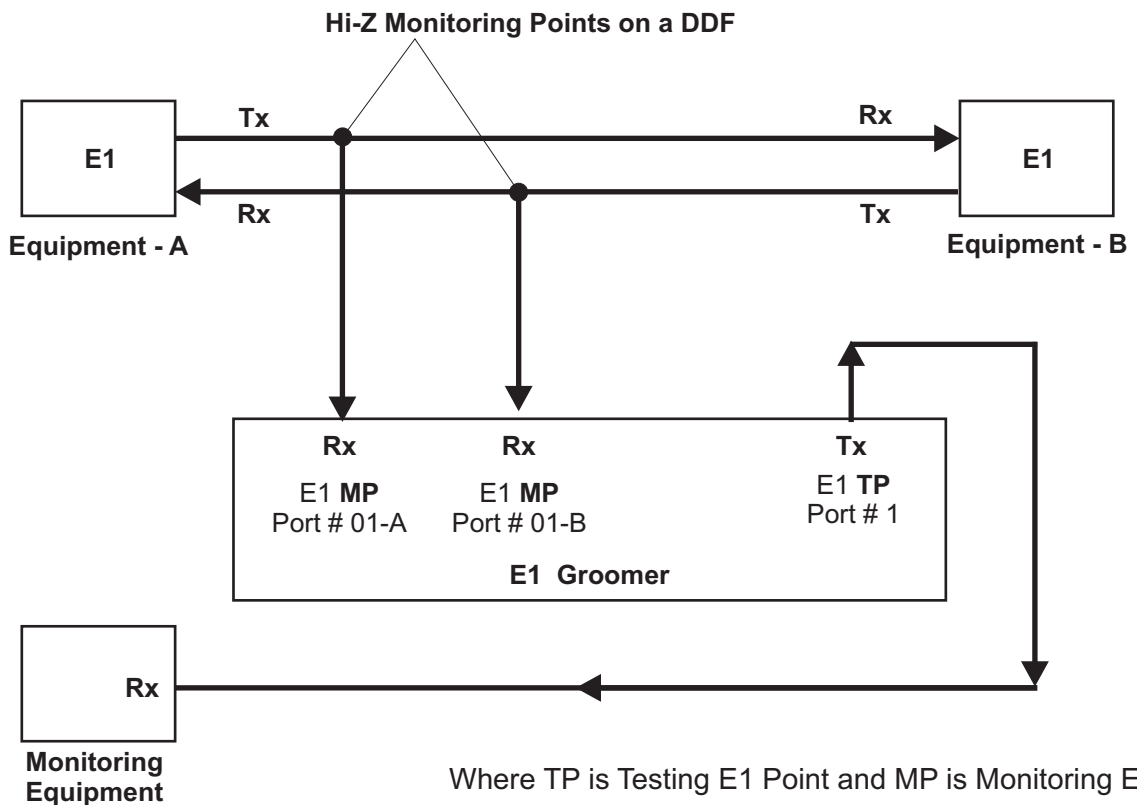 Hi-Z Monitoring Points on a DDF
Tx
Rx
E1
E1
Rx
Tx
Equipment - A
Equipment - B
Rx
Rx
Tx
E1 MP
E1 MP
E1 TP
Port # 01-A
Port # 01-B
Port # 1
E1 Groomer
Rx
Monitoring
Equipment
Where TP is Testing E1 Point and MP is Monitoring E